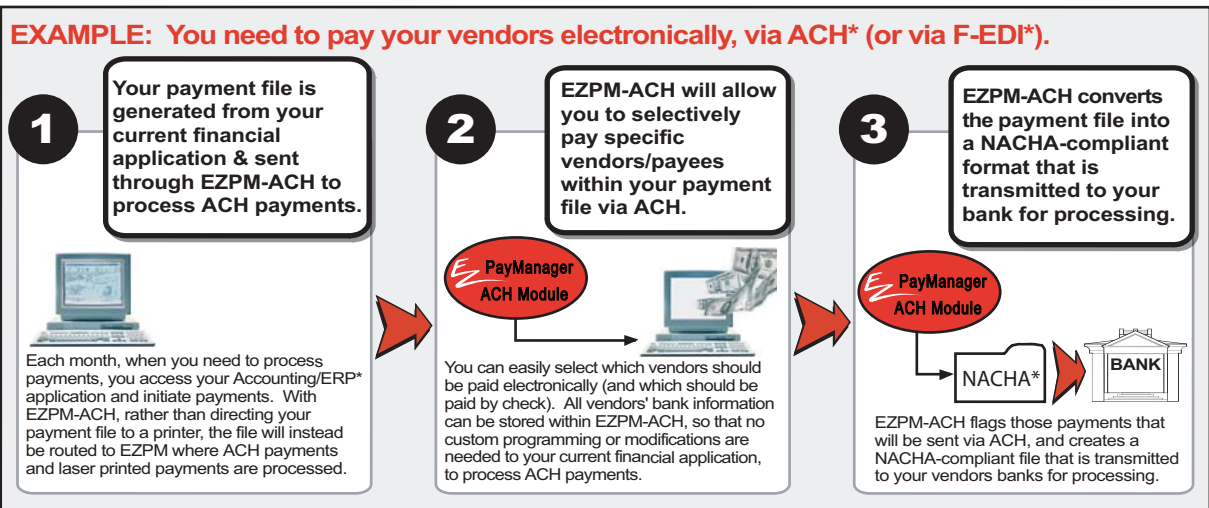 EXAMPLE: You need to pay your vendors electronically, via ACH* (or via F-EDI*).
1
Your payment file is
generated from your
current financial
application & sent
through EZPM-ACH to
process ACH payments.
Each month, when you need to process
payments, you access your Accounting/ERP*
application and initiate payments. With
EZPM-ACH, rather than directing your
payment file to a printer, the file will instead
be routed to EZPM where ACH payments
and laser printed payments are processed.
2
EZPM-ACH will allow
you to selectively
pay specific
vendors/payees
within your payment
file via ACH.
EZ PayManager
ACH Module
You can easily select which vendors should
be paid electronically (and which should be
paid by check). All vendors' bank information
can be stored within EZPM-ACH, so that no
custom programming or modifications are
needed to your current financial application,
to process ACH payments.
3
EZPM-ACH converts
the payment file into
a NACHA-compliant
format that is
transmitted to your
bank for processing.
EZ PayManager
ACH Module
NACHA*
BANK
EZPM-ACH flags those payments that
will be sent via ACH, and creates a
NACHA-compliant file that is transmitted
to your vendors banks for processing.